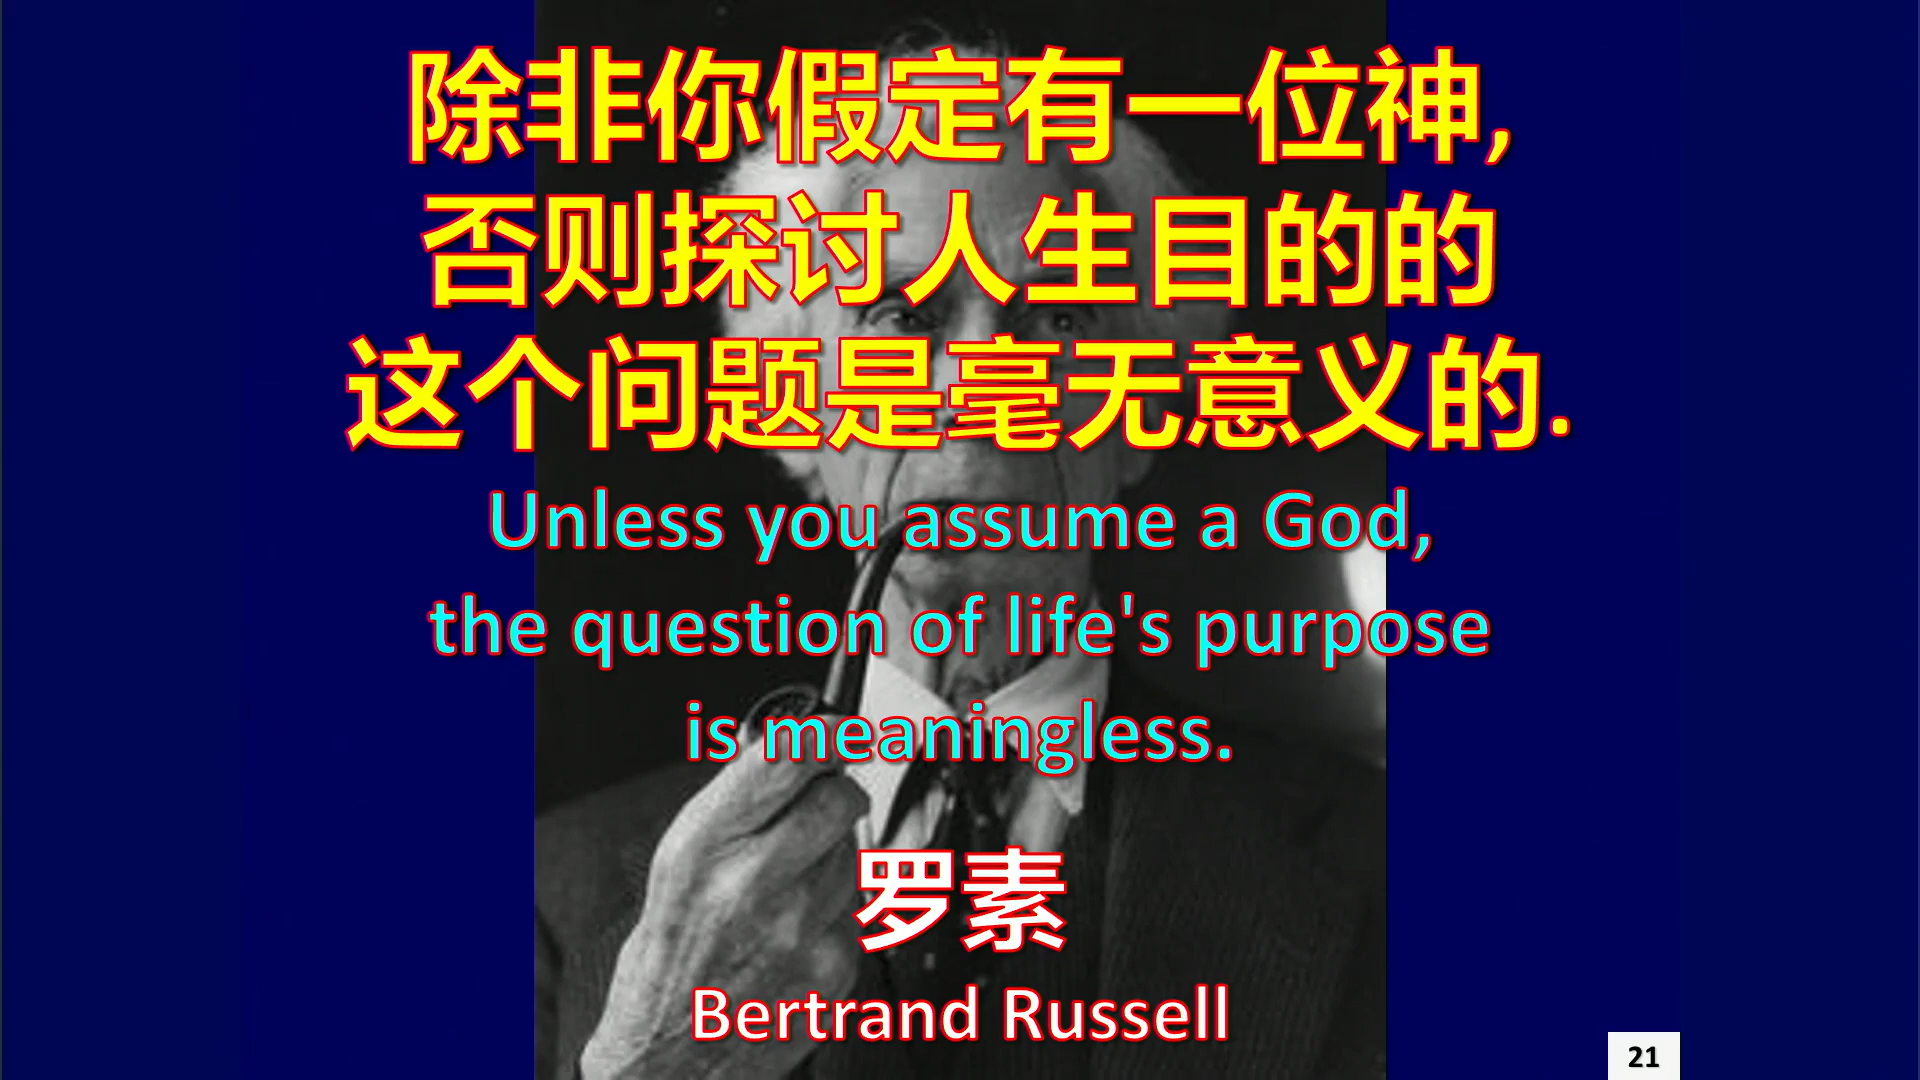 除非你假定有一位神,
否则探讨人生目的的
这个问题是毫无意义的.
Unless you assume a God,
the question of life's purpose
is meaningless.
罗素
Bertrand Russell
21